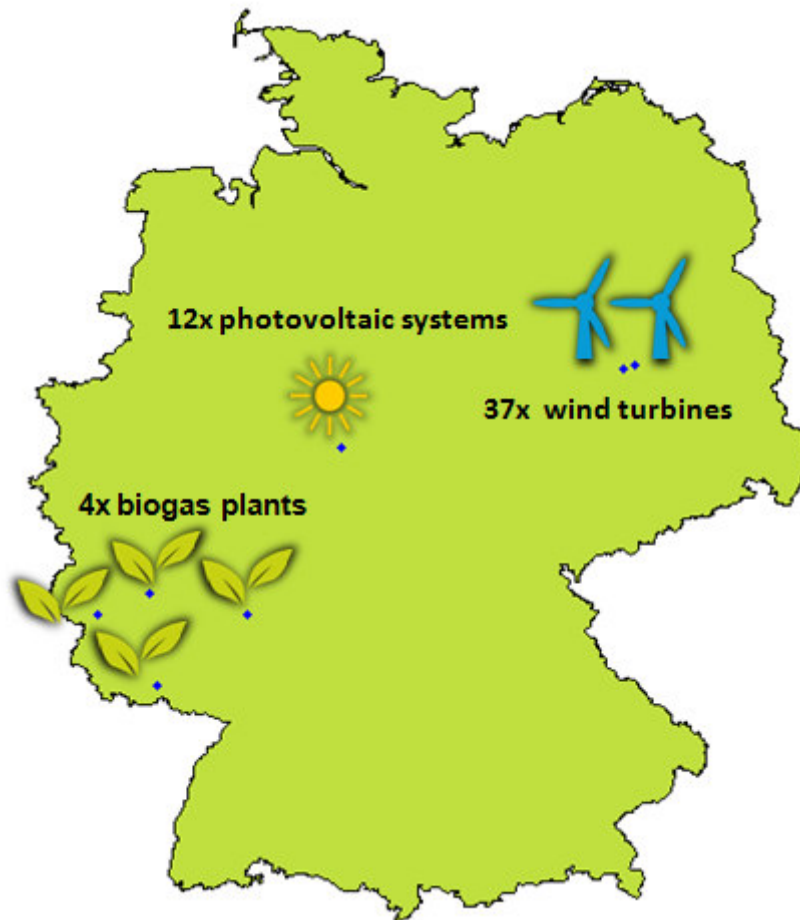 12x photovoltaic systems
37x wind turbines
4x biogas plants